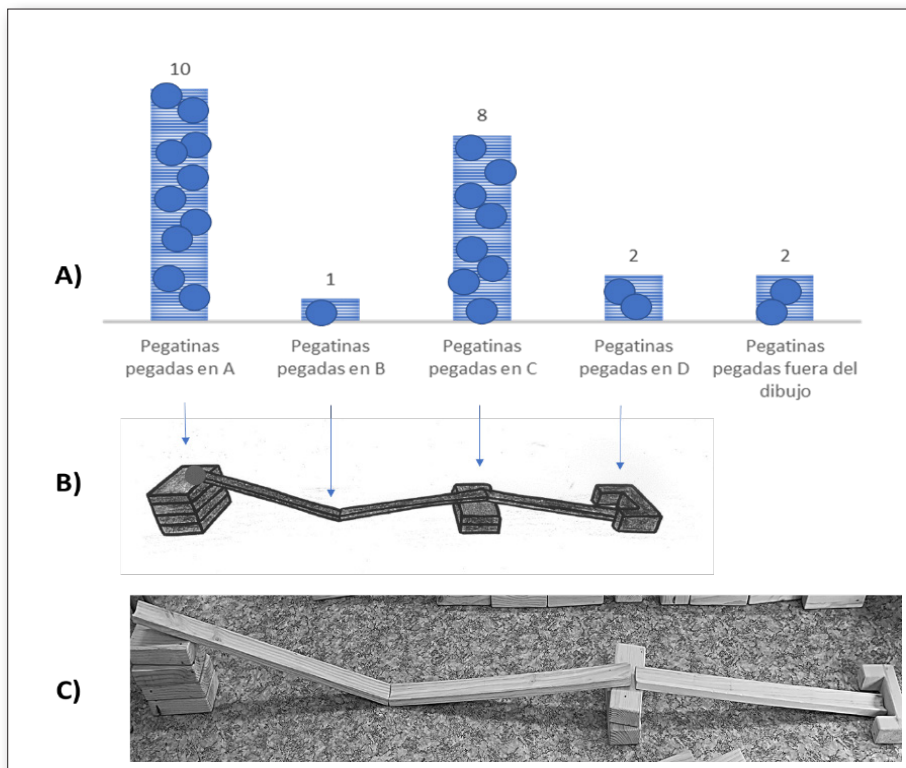 10
1
8
2
2
A)
Pegatinas
pegadas en A
Pegatinas
pegadas en B
Pegatinas
pegadas en C
Pegatinas
pegadas en D
Pegatinas
pegadas fuera del
dibujo
B)
C)